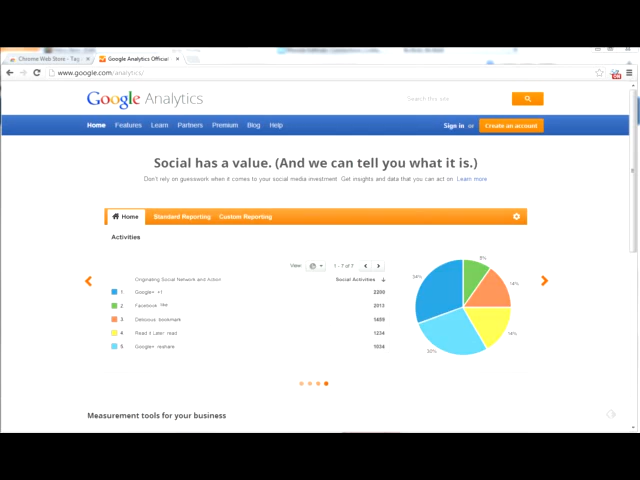 Chrome Web Store - Tag
Google Analytics Official
www.google.com/analytics/
Google Analytics
Search this site
Home Features Learn Partners Premium Blog Help Sign in or Create an account
Social has a value. (And we can tell you what it is.)
Don't rely on guesswork when it comes to your social media investment. Get insights and data that you can act on Learn more
Home Standard Reporting Custom Reporting
Activities
View: 1 - 7 of 7
Originating Social Network and Action Social Activities
1 Google+ +1
2 Facebook like 2013
3 Delicious bookmark
4 Read it Later read 1234
5 Google+ reshare 1034
14%
14%
30%
Measurement tools for your business